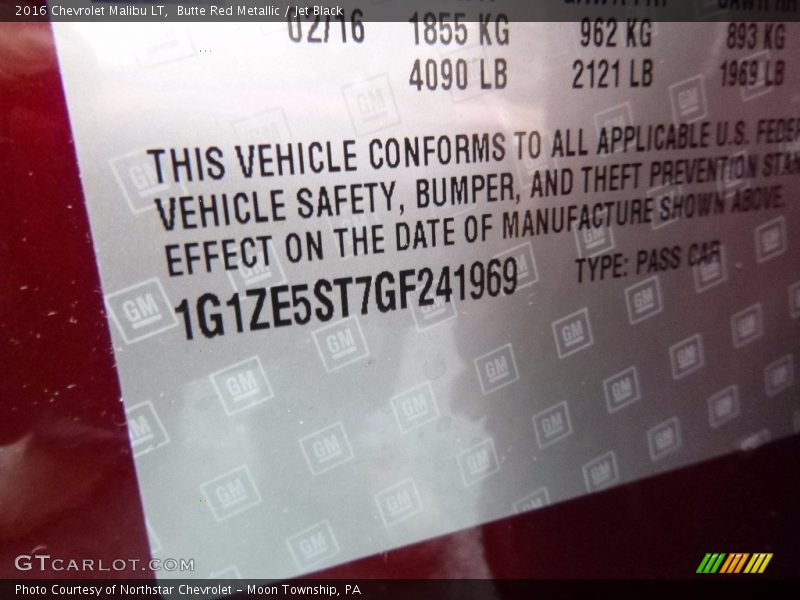 2016 Chevrolet Malibu LT,  Butte Red Metallic / Jet Black
02/16 1855 KG 962 KG 893 KG
4090 LB 2121 LB 1969 LB
THIS VEHICLE CONFORMS TO ALL APPLICABLE U.S. FEDER
VEHICLE SAFETY, BUMPER, AND THEFT PREVENTION STAN
EFFECT ON THE DATE OF MANUFACTURE SHOWN ABOVE.
1G1ZE5ST7GF241969 TYPE: PASS CAR
GM
GTCARLOT.COM
Photo Courtesy of Northstar Chevrolet - Moon Township, PA